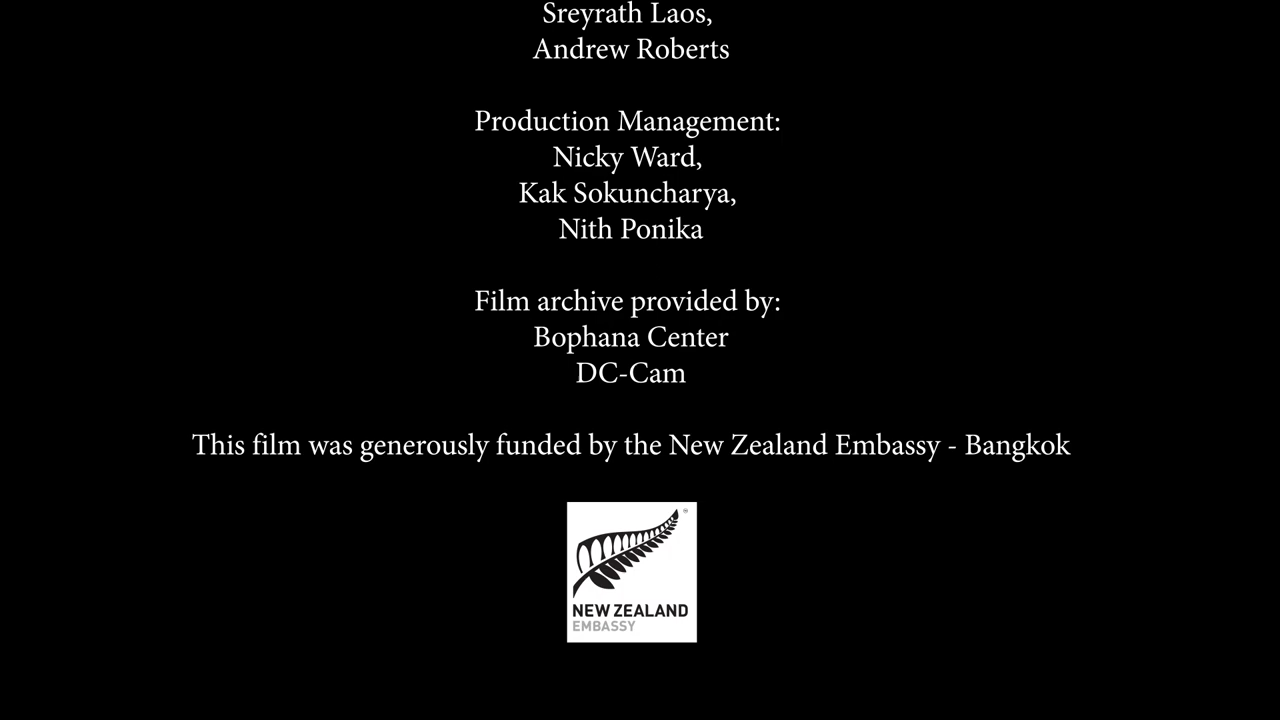 Sreyrath Laos,
Andrew Roberts
Production Management:
Nicky Ward,
Kak Sokuncharya,
Nith Ponika
Film archive provided by:
Bophana Center
DC-Cam
This film was generously funded by the New Zealand Embassy - Bangkok
NEW ZEALAND
EMBASSY